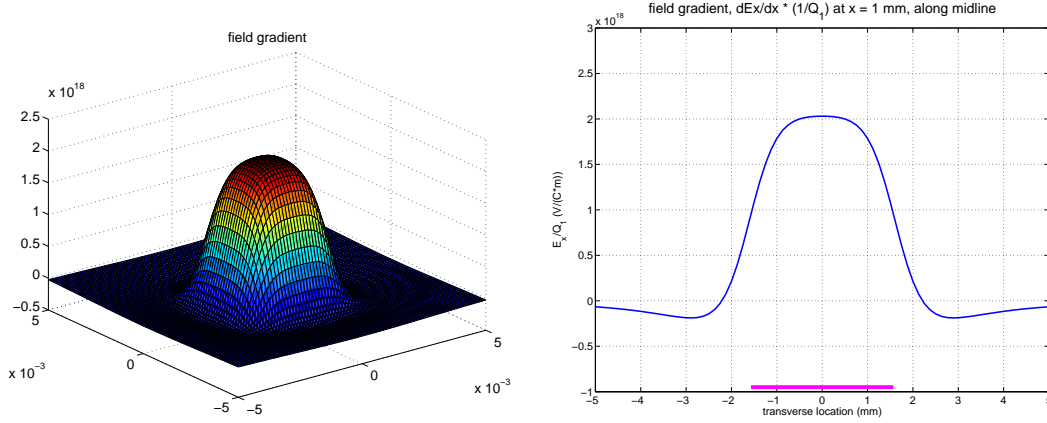 field gradient
x 10^18
2.5
2
1.5
1
0.5
0
−0.5
5
0
−5
x 10^−3
−5
0
5
x 10^−3
field gradient, dEx/dx * (1/Q_1) at x = 1 mm, along midline
x 10^18
3
2.5
2
1.5
1
0.5
0
−0.5
−1
E_x/Q_1 (V/(C*m))
−5 −4 −3 −2 −1 0 1 2 3 4 5
transverse location (mm)